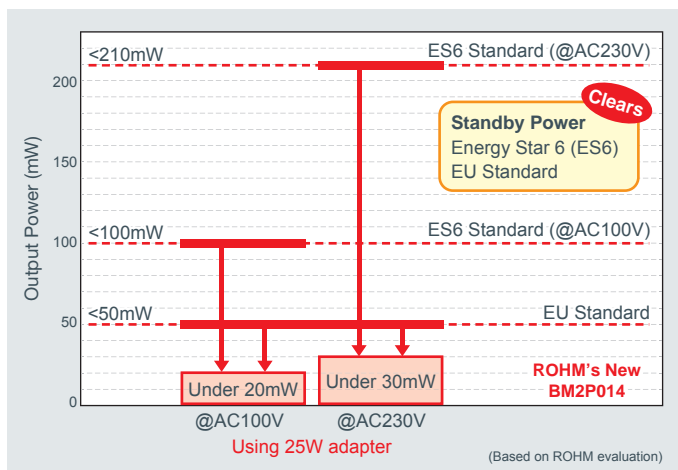 <210mW
ES6 Standard (@AC230V)
Clears
Standby Power
Energy Star 6 (ES6)
EU Standard
Output Power (mW)
200
150
100
50
0
<100mW
ES6 Standard (@AC100V)
<50mW
EU Standard
Under 20mW
Under 30mW
ROHM's New
BM2P014
@AC100V
@AC230V
Using 25W adapter
(Based on ROHM evaluation)